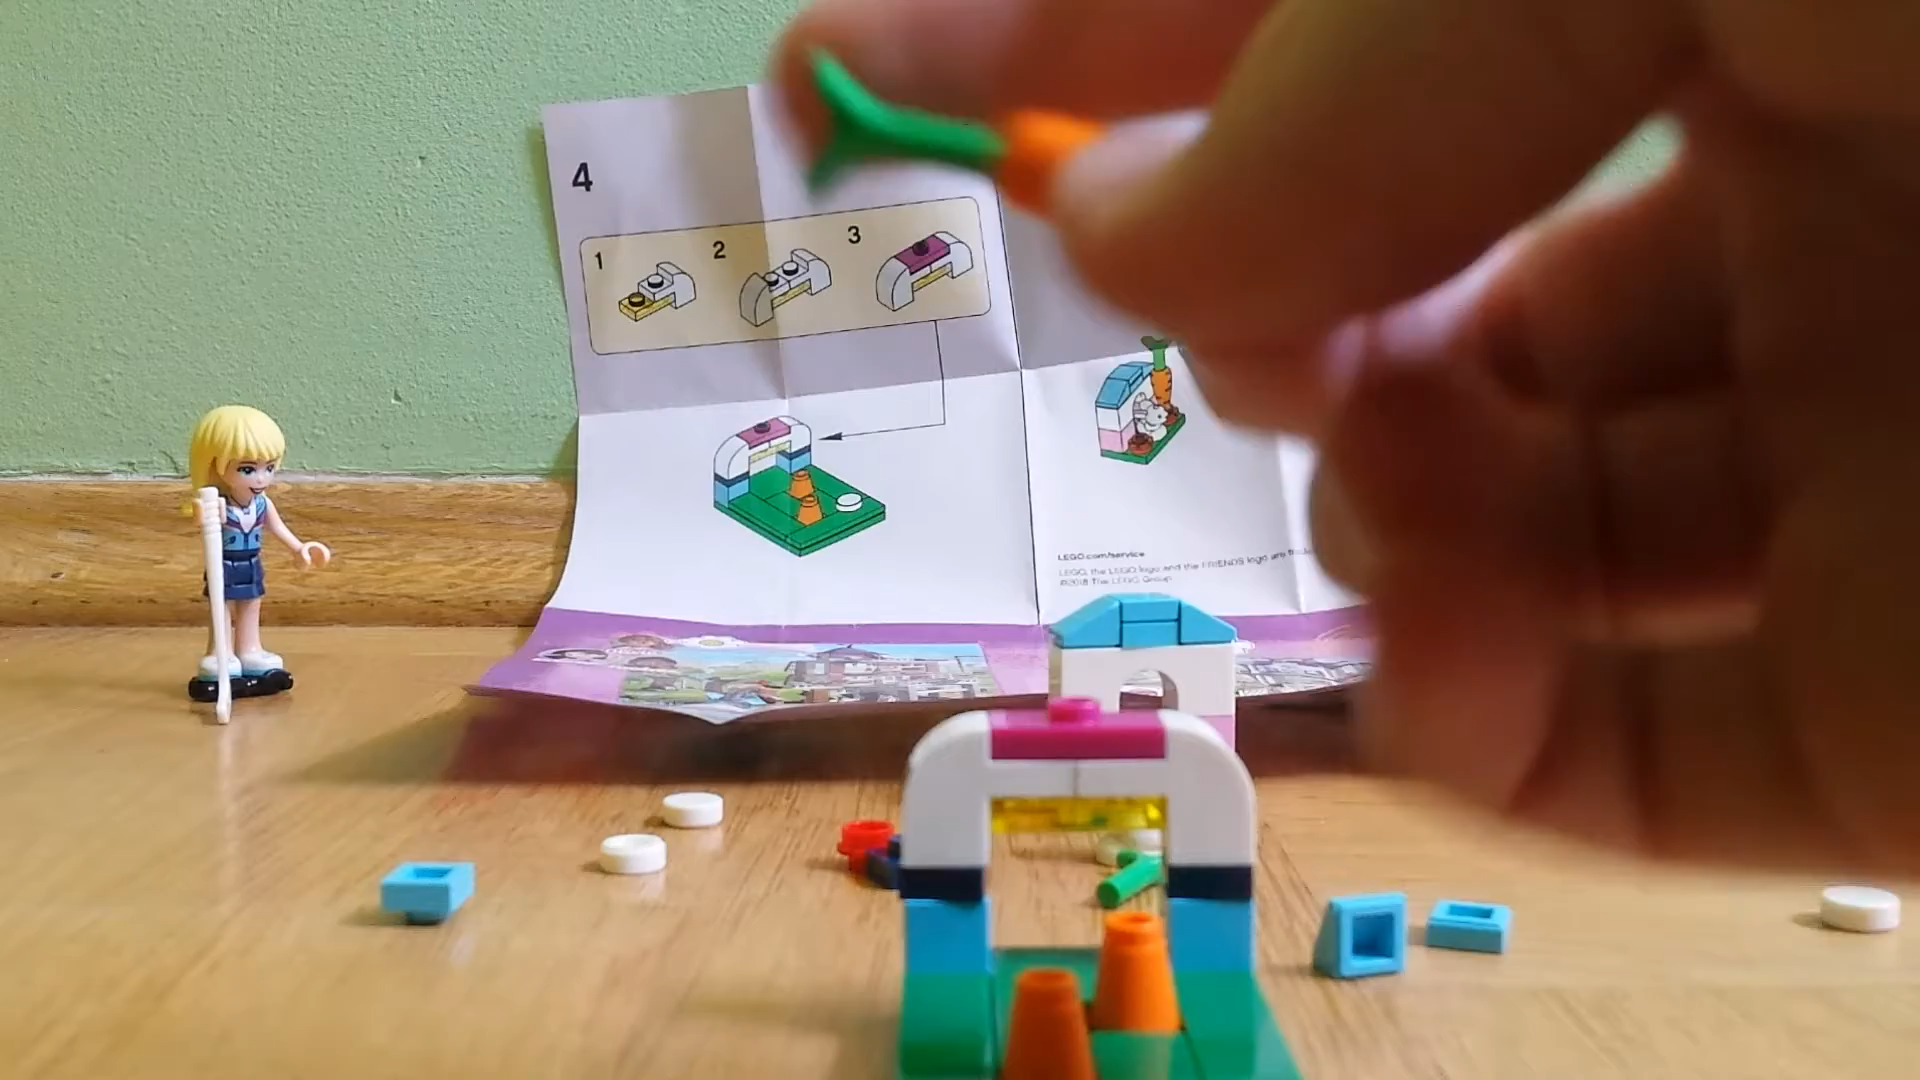 4
1 2 3
LEGO.com/service
LEGO, the LEGO logo and the FRIENDS logo are
©2018 The LEGO Group